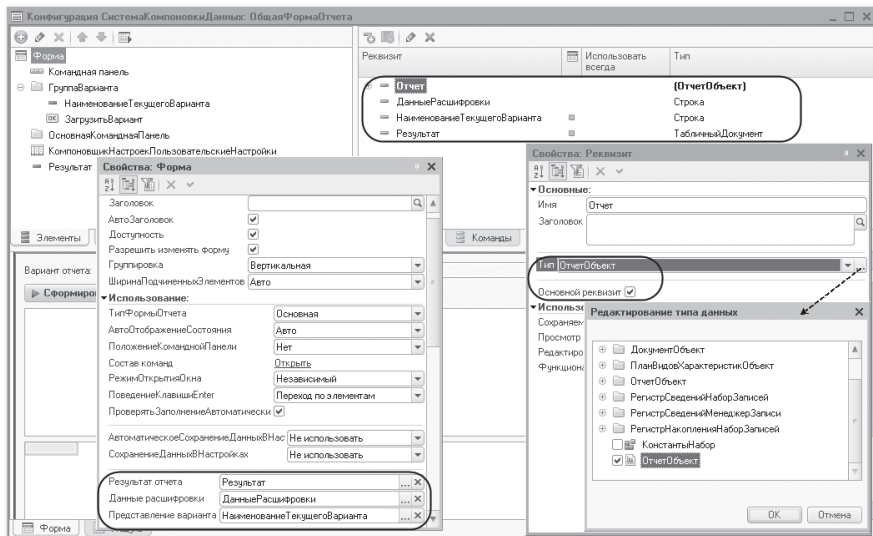 Конфигурация СистемаКомпоновкиДанных: ОбщаяФормаОтчета
Форма
Командная панель
ГруппаВарианта
НаименованиеТекущегоВарианта
ЗагрузитьВариант
ОсновнаяКоманднаяПанель
КомпоновщикНастроекПользовательскиеНастройки
Результат
Элементы
Реквизит
Использовать всегда
Тип
Отчет (ОтчетОбъект)
ДанныеРасшифровки Строка
НаименованиеТекущегоВарианта Строка
Результат ТабличныйДокумент
Команды
Вариант отчета:
Свойства: Форма
Заголовок
АвтоЗаголовок
Доступность
Разрешить изменять форму
Группировка Вертикальная
ШиринаПодчиненныхЭлементов Авто
Использование:
ТипФормыОтчета Основная
АвтоОтображениеСостояния Авто
ПоложениеКоманднойПанели Нет
Состав команд Открыть
РежимОткрытияОкна Независимый
ПоведениеКлавишиEnter Переход по элементам
ПроверятьЗаполнениеАвтоматически
АвтоматическоеСохранениеДанныхВНас Не использовать
СохранениеДанныхВНастройках Не использовать
Результат отчета Результат
Данные расшифровки ДанныеРасшифровки
Представление варианта НаименованиеТекущегоВарианта
Форма
Свойства: Реквизит
Основные:
Имя Отчет
Заголовок
Тип ОтчетОбъект
Основной реквизит
Использо
Сохраняем
Просмотр
Редактиро
Функциона
Редактирование типа данных
ДокументОбъект
ПланВидовХарактеристикОбъект
ОтчетОбъект
РегистрСведенийНаборЗаписей
РегистрСведенийМенеджерЗаписи
РегистрНакопленияНаборЗаписей
КонстантыНабор
ОтчетОбъект
OK Отмена